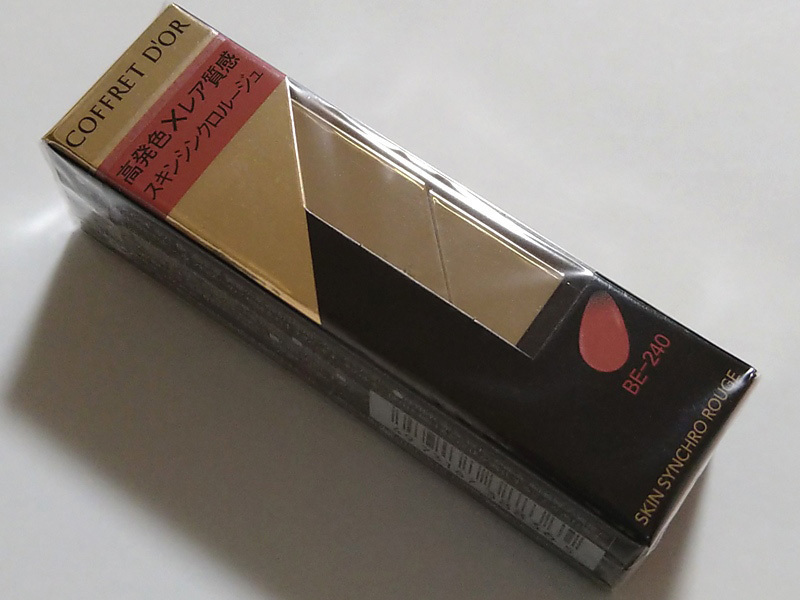 COFFRET D'OR
高発色×レア質感
スキンシンクロルージュ
BE-240
SKIN SYNCHRO ROUGE